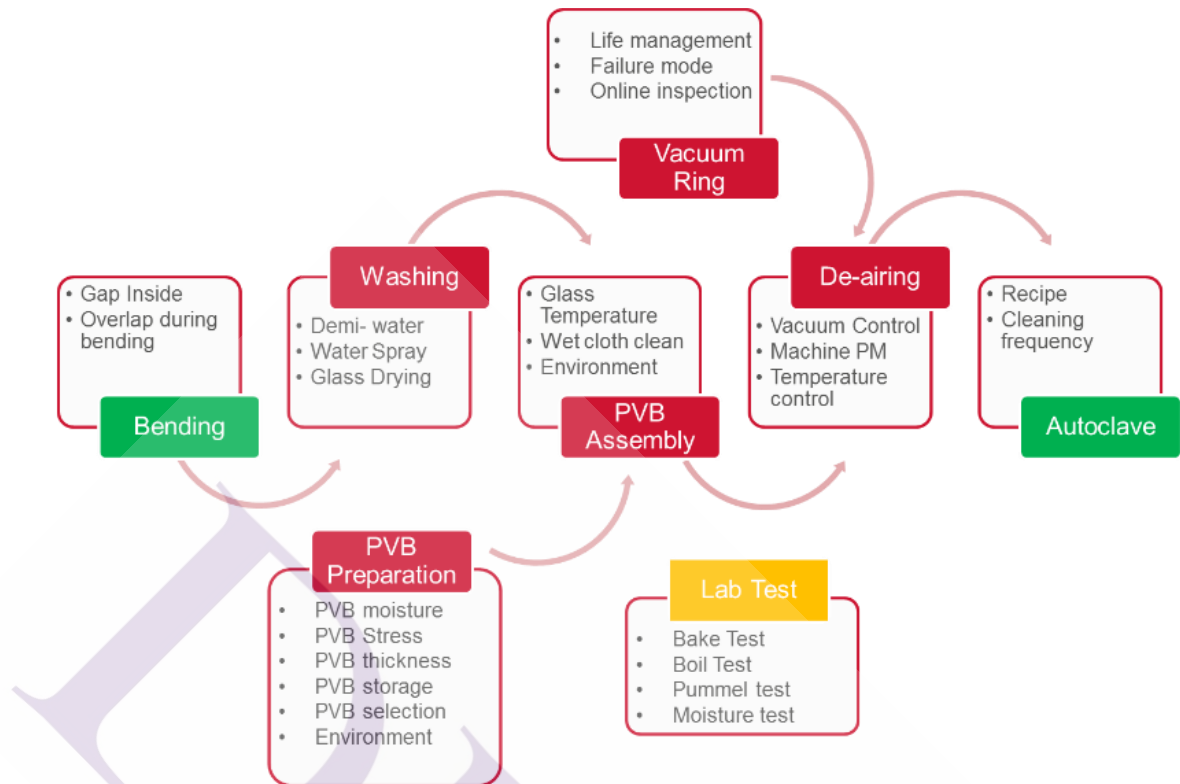 • Life management
• Failure mode
• Online inspection
Vacuum
Ring
• Gap Inside
• Overlap during
bending
Bending
Washing
• Demi- water
• Water Spray
• Glass Drying
• Glass
Temperature
• Wet cloth clean
• Environment
PVB
Assembly
De-airing
• Vacuum Control
• Machine PM
• Temperature
control
• Recipe
• Cleaning
frequency
Autoclave
PVB
Preparation
• PVB moisture
• PVB Stress
• PVB thickness
• PVB storage
• PVB selection
• Environment
Lab Test
• Bake Test
• Boil Test
• Pummel test
• Moisture test